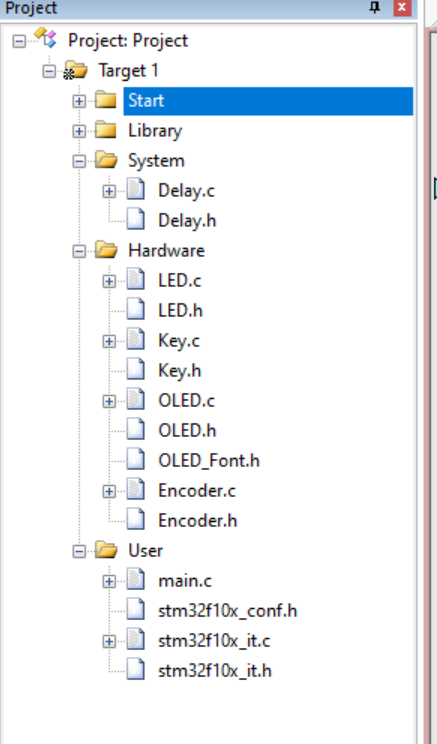 Project
Project: Project
Target 1
Start
Library
System
Delay.c
Delay.h
Hardware
LED.c
LED.h
Key.c
Key.h
OLED.c
OLED.h
OLED_Font.h
Encoder.c
Encoder.h
User
main.c
stm32f10x_conf.h
stm32f10x_it.c
stm32f10x_it.h